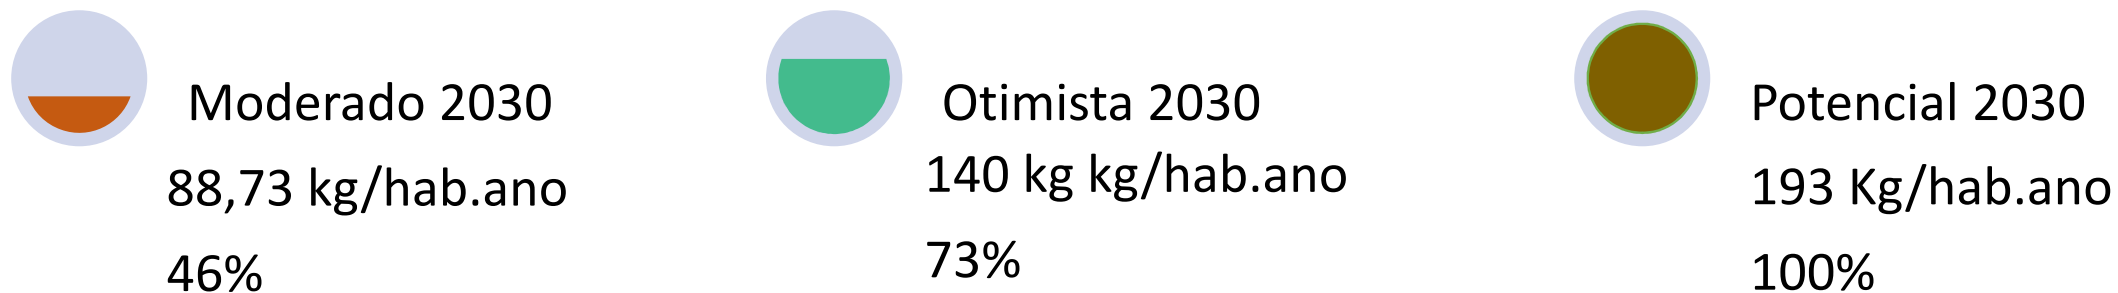 Moderado 2030
88,73 kg/hab.ano
46%
Otimista 2030
140 kg kg/hab.ano
73%
Potencial 2030
193 Kg/hab.ano
100%